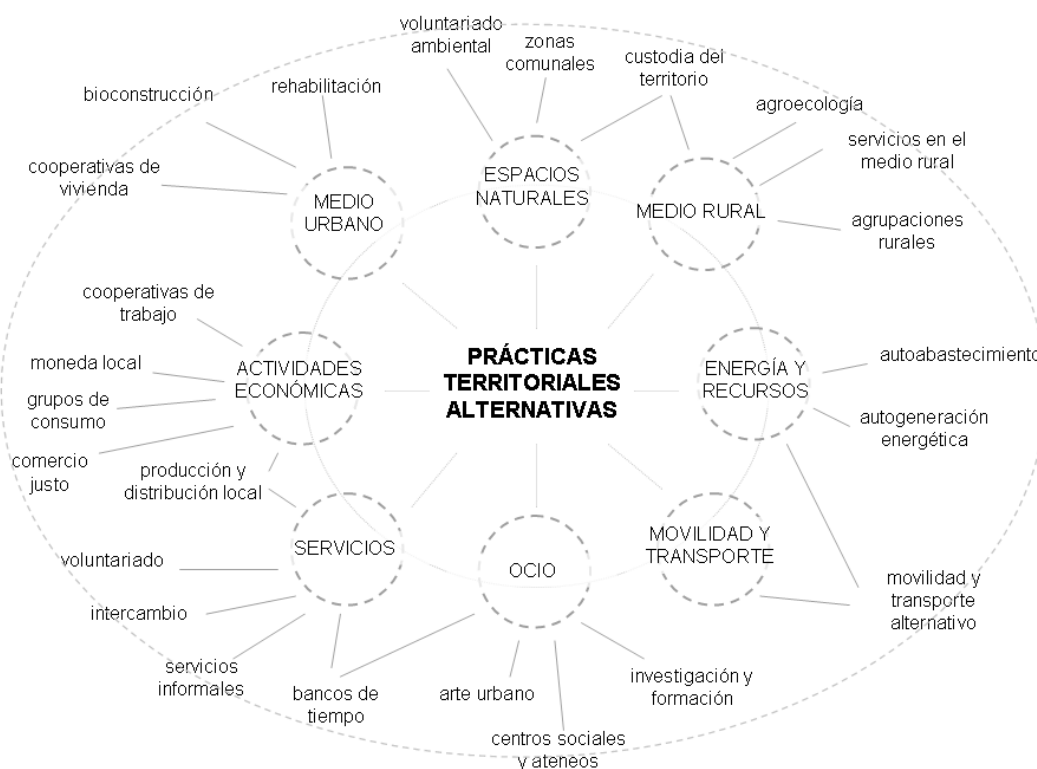 voluntariado
ambiental
zonas
comunales
custodia del
territorio
rehabilitación
bioconstrucción
agroecología
servicios en el
medio rural
cooperativas de
vivienda
MEDIO
URBANO
ESPACIOS
NATURALES
MEDIO RURAL
agrupaciones
rurales
cooperativas de
trabajo
moneda local
grupos de
consumo
comercio
justo
producción y
distribución local
ACTIVIDADES
ECONÓMICAS
PRÁCTICAS
TERRITORIALES
ALTERNATIVAS
ENERGÍA Y
RECURSOS
autoabastecimiento
autogeneración
energética
SERVICIOS
OCIO
MOVILIDAD Y
TRANSPORTE
voluntariado
intercambio
servicios
informales
bancos de
tiempo
arte urbano
centros sociales
y ateneos
investigación y
formación
movilidad y
transporte
alternativo